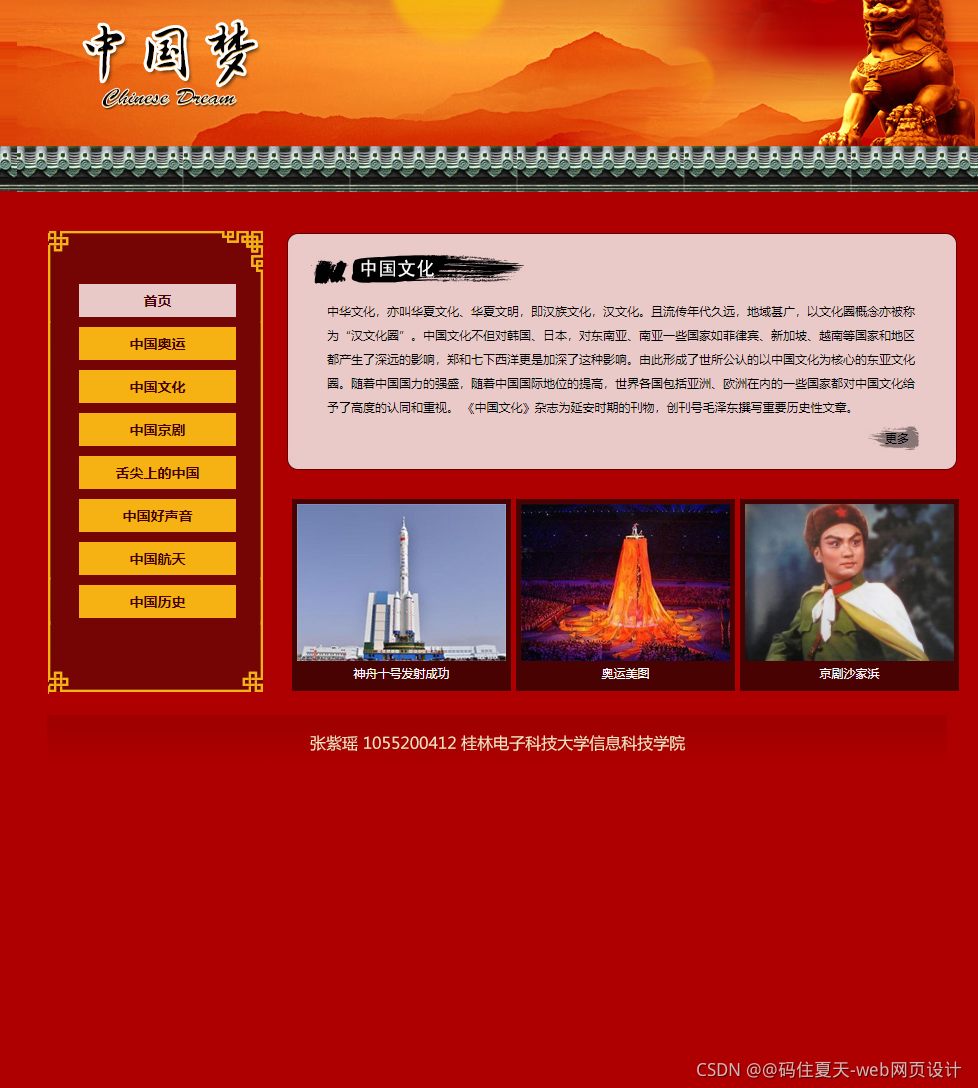 中国梦
Chinese Dream
首页
中国奥运
中国文化
中国京剧
舌尖上的中国
中国好声音
中国航天
中国历史
中国文化
中华文化，亦叫华夏文化、华夏文明，即汉族文化，汉文化。且流传年代久远，地域甚广，以文化圈概念亦被称
为“汉文化圈”。中国文化不但对韩国、日本，对东南亚、南亚一些国家如菲律宾、新加坡、越南等国家和地区
都产生了深远的影响，郑和七下西洋更是加深了这种影响。由此形成了世所公认的以中国文化为核心的东亚文化
圈。随着中国国力的强盛，随着中国国际地位的提高，世界各国包括亚洲、欧洲在内的一些国家都对中国文化给
予了高度的认同和重视。 《中国文化》杂志为延安时期的刊物，创刊号毛泽东撰写重要历史性文章。
更多
神舟十号发射成功
奥运美图
京剧沙家浜
张紫瑶 1055200412 桂林电子科技大学信息科技学院
CSDN @@码住夏天-web网页设计